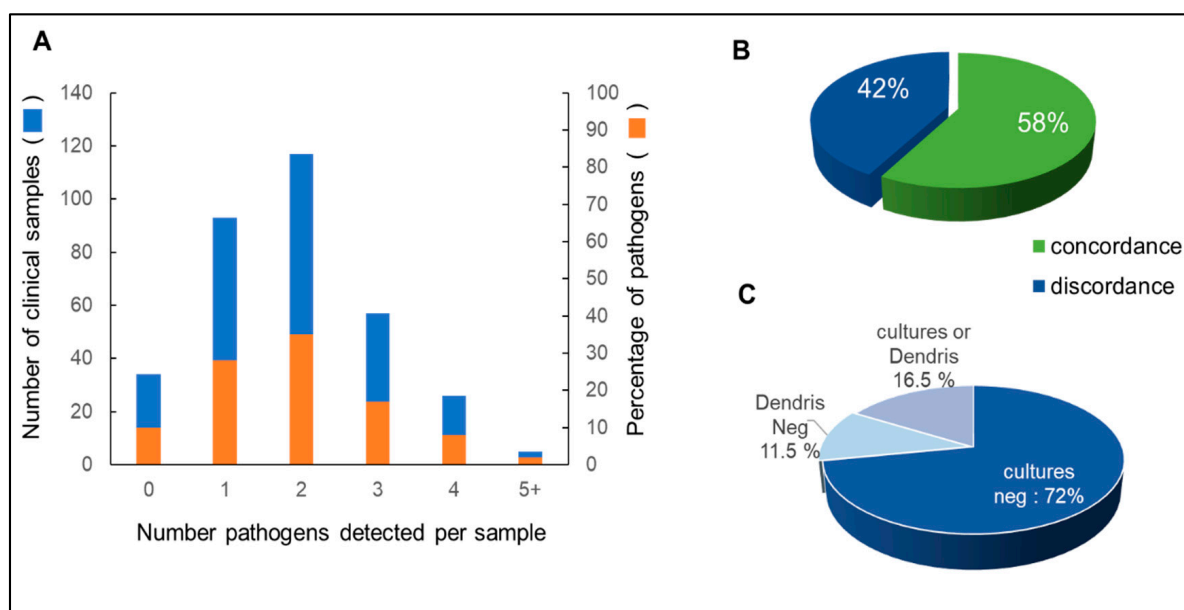 A
Number of clinical samples ( )
140
120
100
80
60
40
20
0
100
90
80
70
60
50
40
30
20
10
0
Percentage of pathogens ( )
0 1 2 3 4 5+
Number pathogens detected per sample
B
42%
58%
concordance
discordance
C
cultures or
Dendris
16.5 %
Dendris
Neg
11.5 %
cultures
neg : 72%